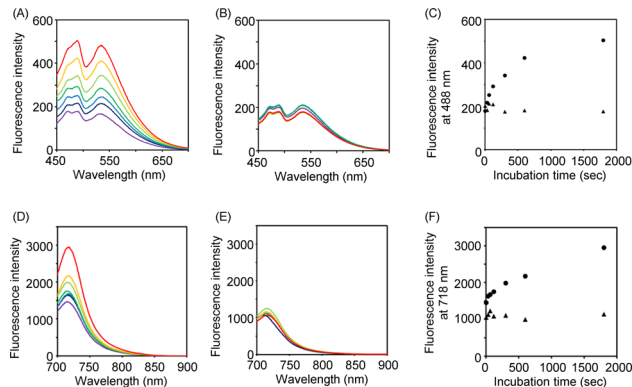 (A)
Fluorescence intensity
600
400
200
0
450
550
650
Wavelength (nm)
(B)
Fluorescence intensity
600
400
200
0
450
550
650
Wavelength (nm)
(C)
Fluorescence intensity
at 488 nm
600
400
200
0
0
500
1000
1500
2000
Incubation time (sec)
(D)
Fluorescence intensity
3000
2000
1000
0
700
750
800
850
900
Wavelength (nm)
(E)
Fluorescence intensity
3000
2000
1000
0
700
750
800
850
900
Wavelength (nm)
(F)
Fluorescence intensity
at 718 nm
3000
2000
1000
0
0
500
1000
1500
2000
Incubation time (sec)